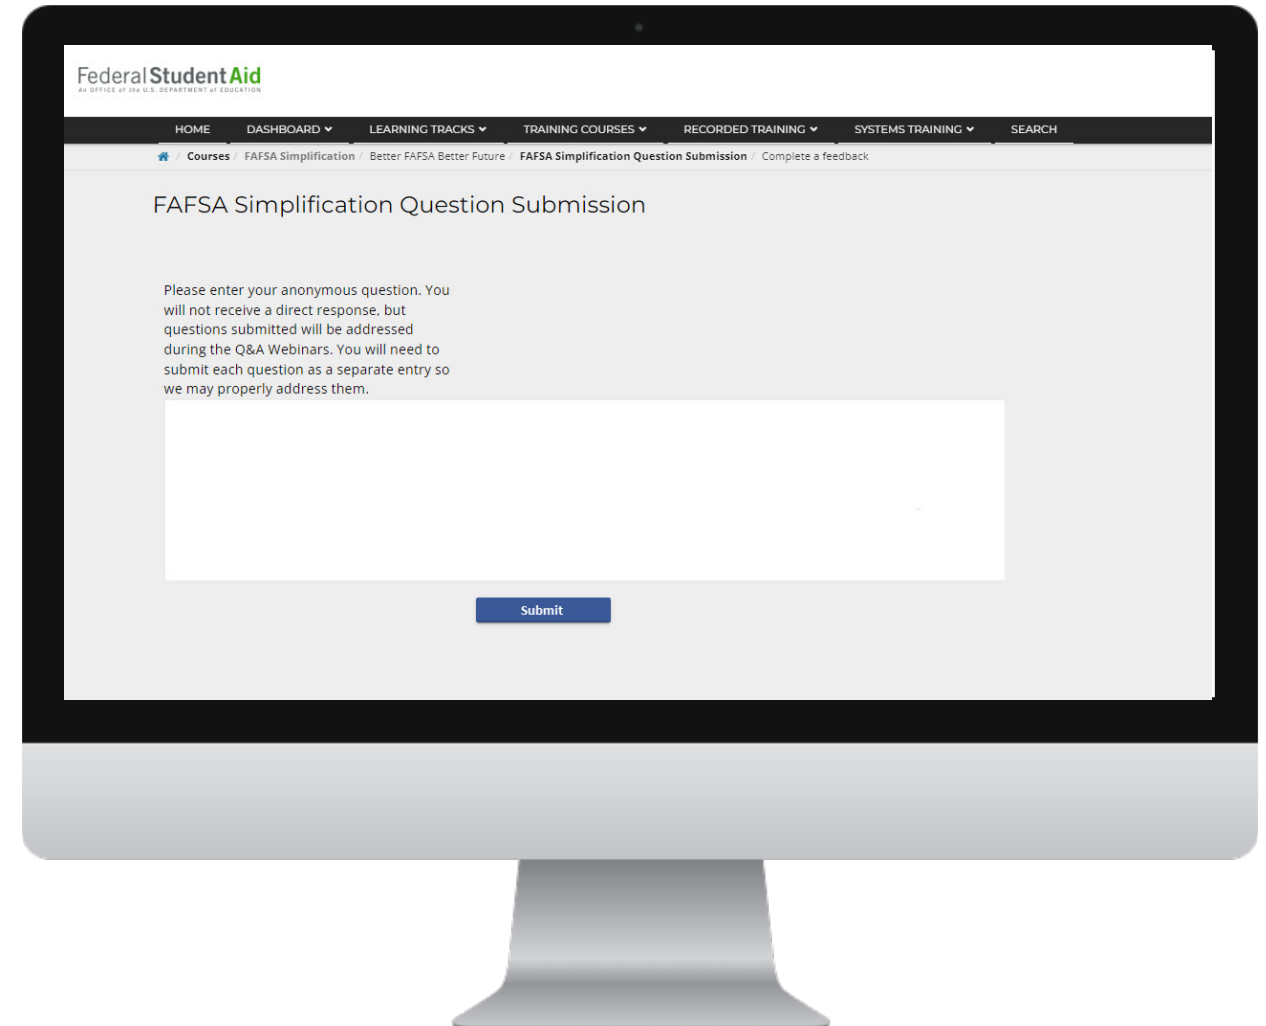 Federal Student Aid
An OFFICE of the U.S. DEPARTMENT of EDUCATION
HOME DASHBOARD LEARNING TRACKS TRAINING COURSES RECORDED TRAINING SYSTEMS TRAINING SEARCH
/ Courses / FAFSA Simplification / Better FAFSA Better Future / FAFSA Simplification Question Submission / Complete a feedback
FAFSA Simplification Question Submission
Please enter your anonymous question. You
will not receive a direct response, but
questions submitted will be addressed
during the Q&A Webinars. You will need to
submit each question as a separate entry so
we may properly address them.
Submit